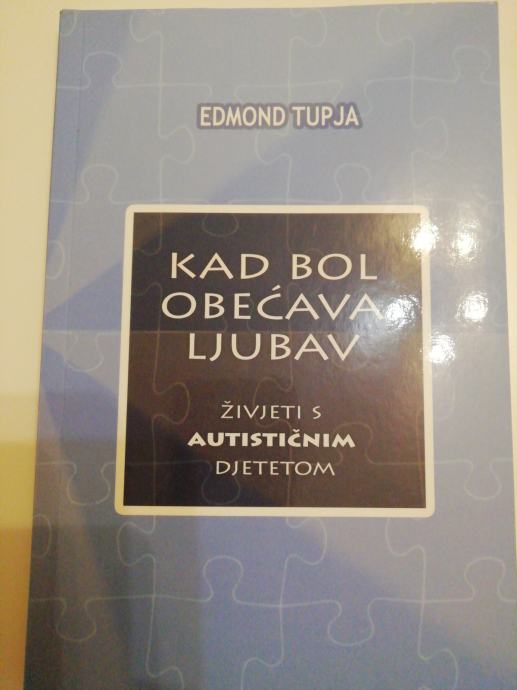 EDMOND TUPJA
KAD BOL
OBEĆAVA
LJUBAV
ŽIVJETI S
AUTISTIČNIM
DJETETOM